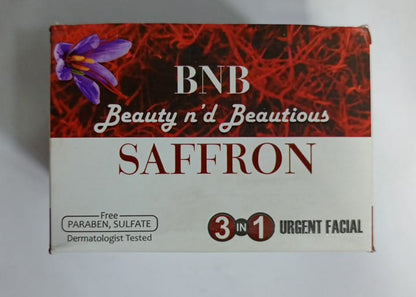 BNB
Beauty n'd Beautious
SAFFRON
Free
PARABEN, SULFATE
Dermatologist Tested
3 IN 1 URGENT FACIAL